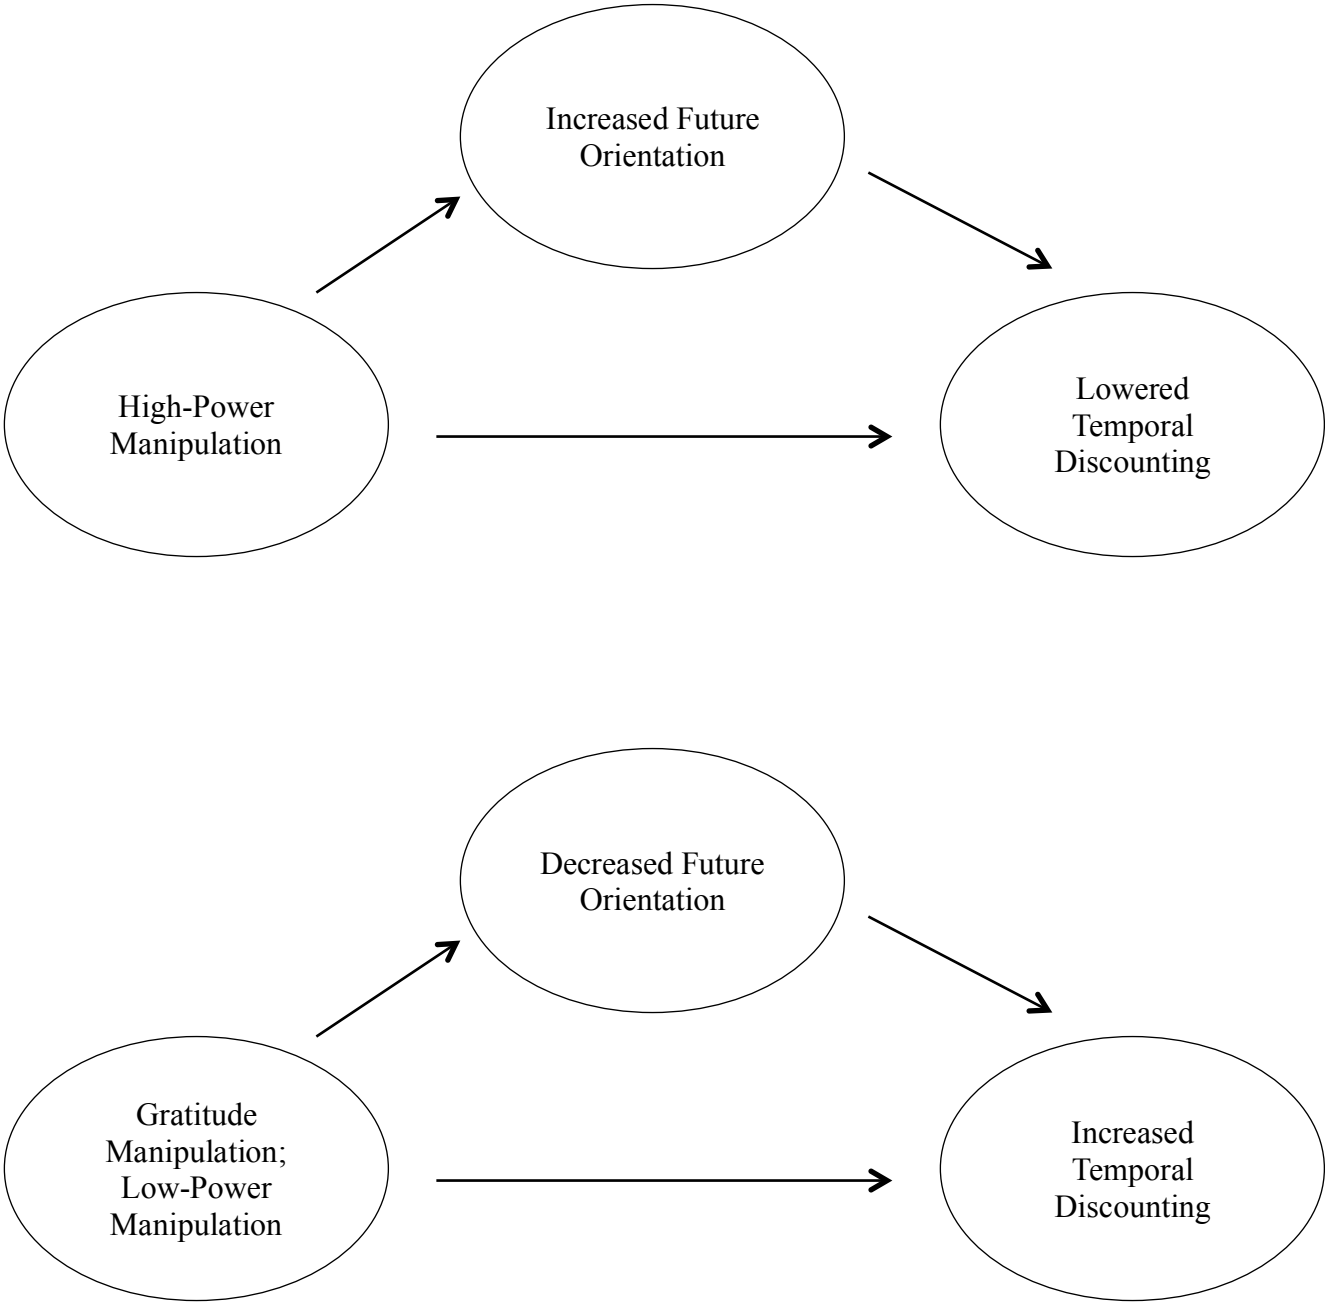 Increased Future
Orientation
High-Power
Manipulation
Lowered
Temporal
Discounting
Decreased Future
Orientation
Gratitude
Manipulation;
Low-Power
Manipulation
Increased
Temporal
Discounting